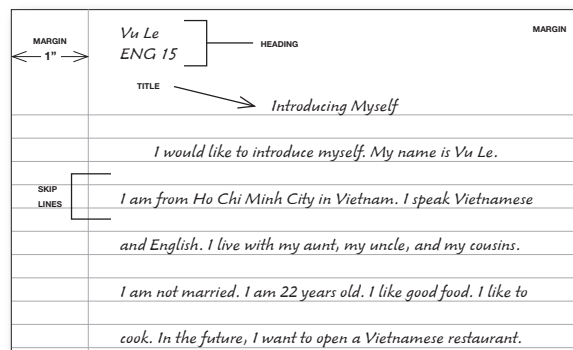 Vu Le
MARGIN
MARGIN
ENG 15
HEADING
1"
TITLE
Introducing Myself
I would like to introduce myself. My name is Vu Le.
SKIP
LINES
I am from Ho Chi Minh City in Vietnam. I speak Vietnamese
and English. I live with my aunt, my uncle, and my cousins.
I am not married. I am 22 years old. I like good food. I like to
cook. In the future, I want to open a Vietnamese restaurant.